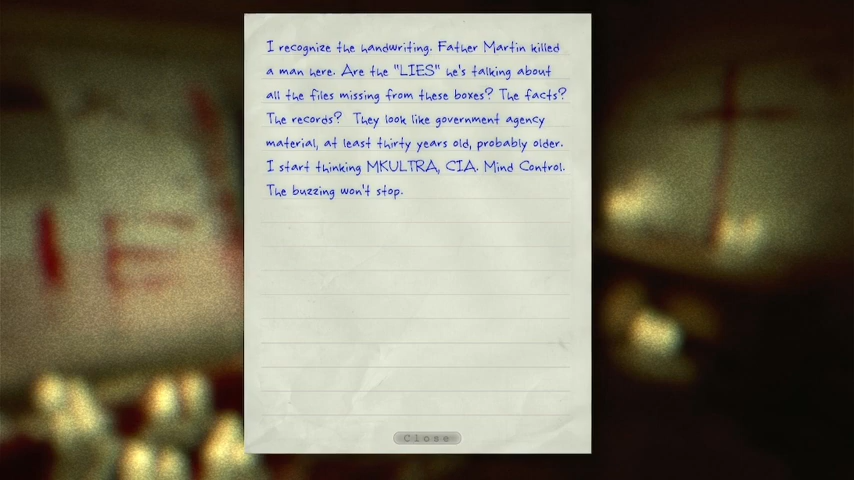 I recognize the handwriting. Father Martin killed
a man here. Are the "LIES" he's talking about
all the files missing from these boxes? The facts?
The records? They look like government agency
material, at least thirty years old, probably older.
I start thinking MKULTRA, CIA. Mind Control.
The buzzing won't stop.
Close